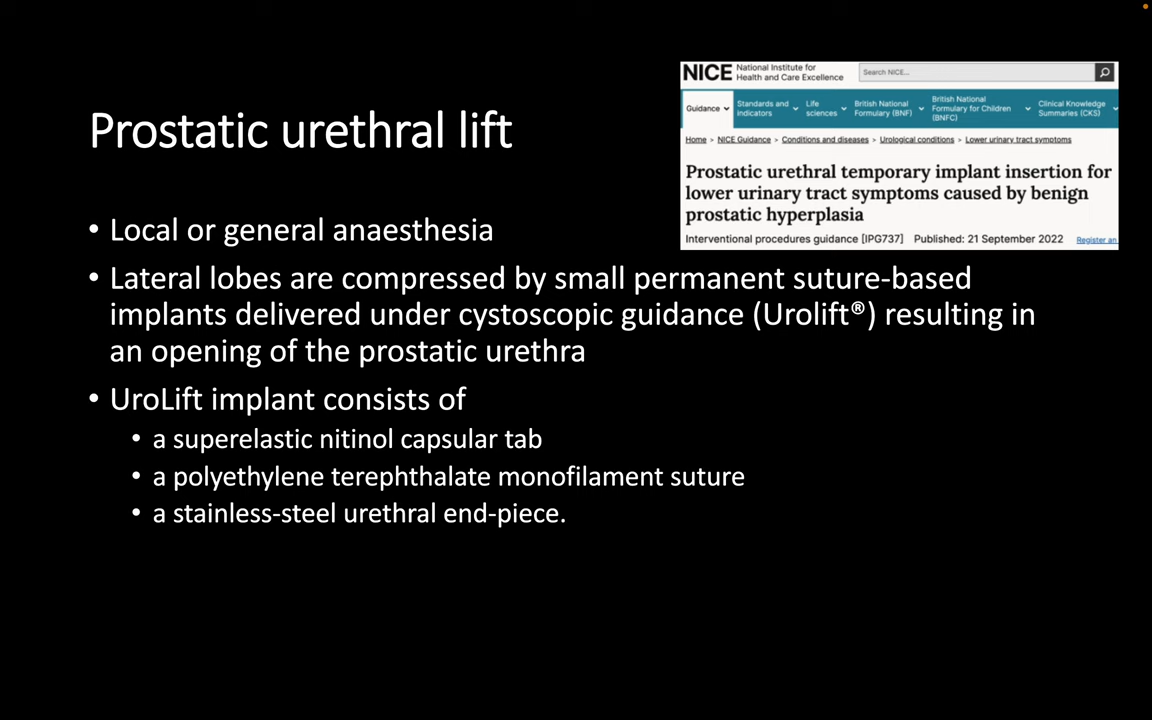 NICE National Institute for
Health and Care Excellence
Search NICE...
Guidance
Standards and
indicators
Life
sciences
British National
Formulary (BNF)
British National
Formulary for Children
(BNFC)
Clinical Knowledge
Summaries (CKS)
Home > NICE Guidance > Conditions and diseases > Urological conditions > Lower urinary tract symptoms
Prostatic urethral temporary implant insertion for
lower urinary tract symptoms caused by benign
prostatic hyperplasia
Interventional procedures guidance [IPG737] Published: 21 September 2022 Register an
Prostatic urethral lift
• Local or general anaesthesia
• Lateral lobes are compressed by small permanent suture-based
implants delivered under cystoscopic guidance (Urolift®) resulting in
an opening of the prostatic urethra
• UroLift implant consists of
• a superelastic nitinol capsular tab
• a polyethylene terephthalate monofilament suture
• a stainless-steel urethral end-piece.